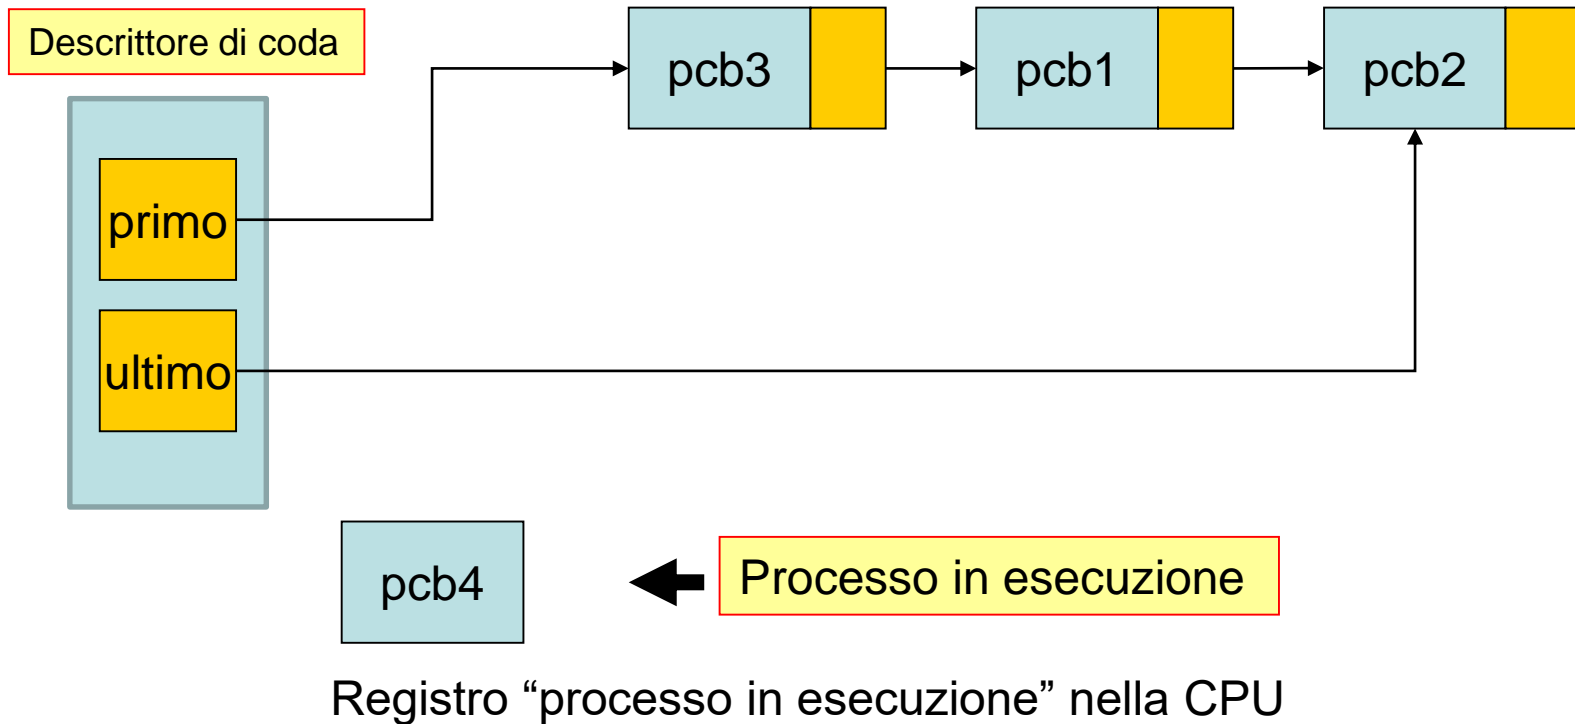 Descrittore di coda
pcb3
pcb1
pcb2
primo
ultimo
pcb4
Processo in esecuzione
Registro “processo in esecuzione” nella CPU